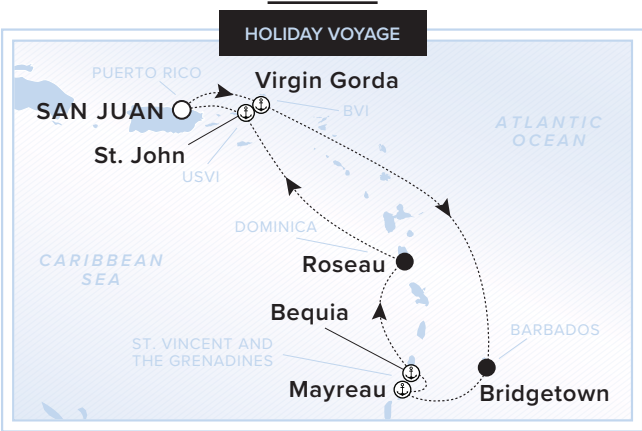 HOLIDAY VOYAGE
PUERTO RICO
Virgin Gorda
SAN JUAN
BVI
ATLANTIC
OCEAN
St. John
USVI
DOMINICA
CARIBBEAN
SEA
Roseau
Bequia
BARBADOS
ST. VINCENT AND
THE GRENADINES
Mayreau
Bridgetown